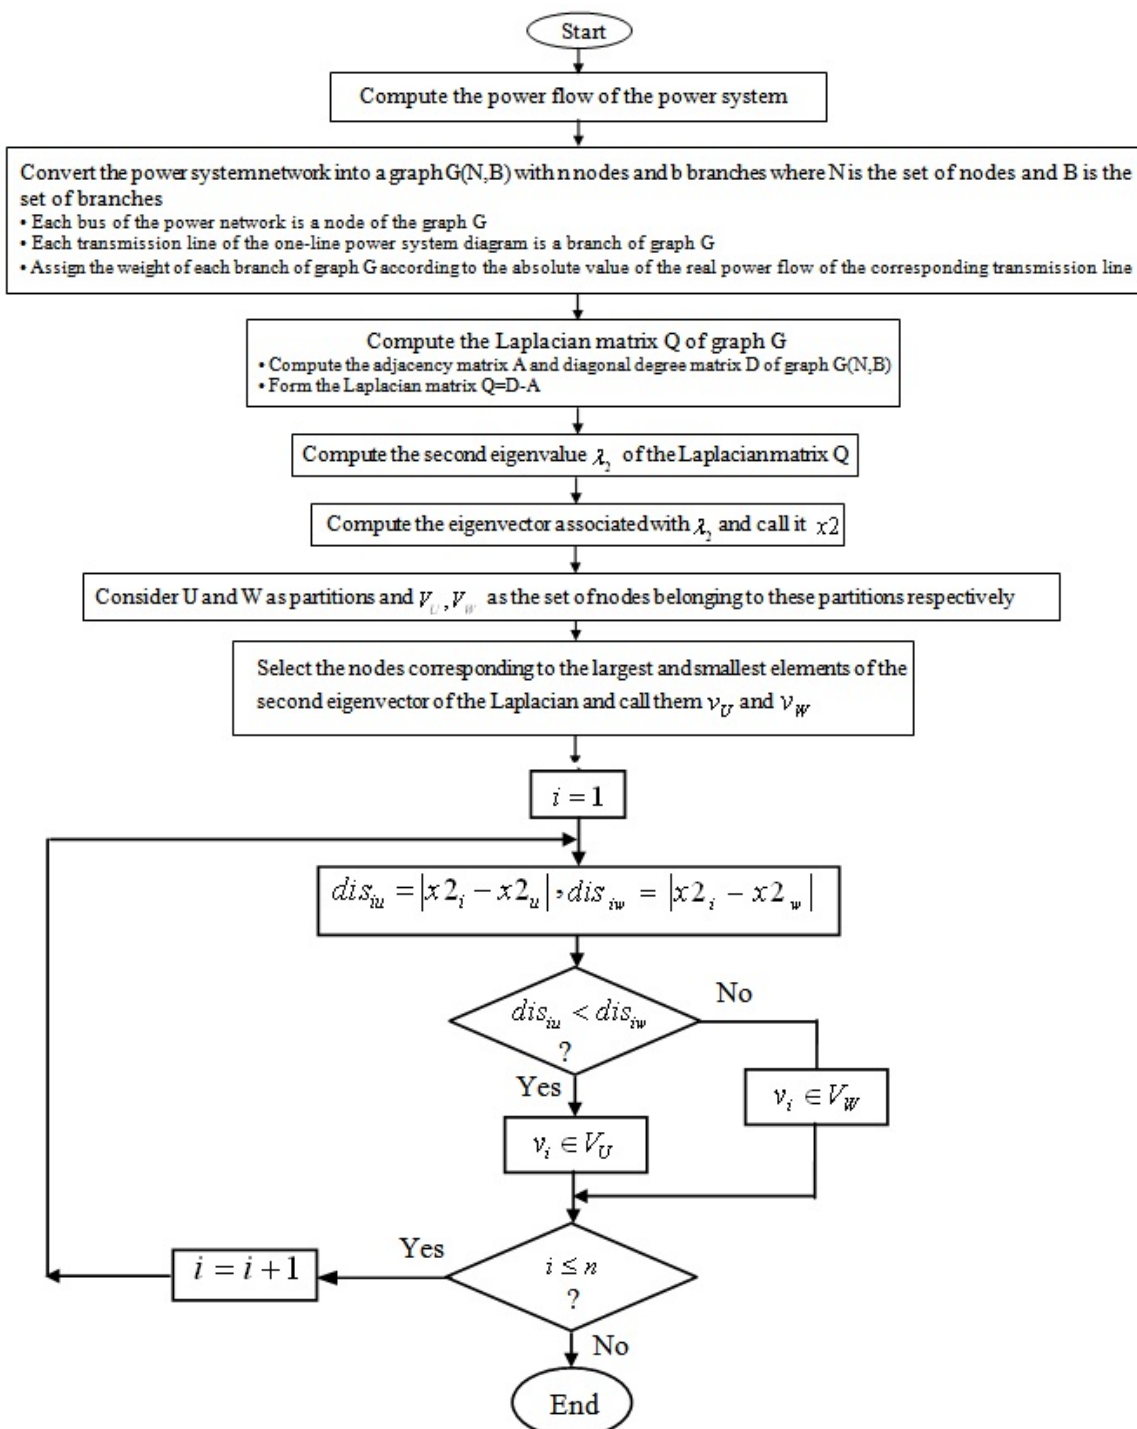 Start
Compute the power flow of the power system
Convert the power system network into a graph G(N,B) with n nodes and b branches where N is the set of nodes and B is the
set of branches
• Each bus of the power network is a node of the graph G
• Each transmission line of the one-line power system diagram is a branch of graph G
• Assign the weight of each branch of graph G according to the absolute value of the real power flow of the corresponding transmission line
Compute the Laplacian matrix Q of graph G
• Compute the adjacency matrix A and diagonal degree matrix D of graph G(N,B)
• Form the Laplacian matrix Q=D-A
Compute the second eigenvalue λ₂ of the Laplacian matrix Q
Compute the eigenvector associated with λ₂ and call it x2
Consider U and W as partitions and V_U, V_W as the set of nodes belonging to these partitions respectively
Select the nodes corresponding to the largest and smallest elements of the
second eigenvector of the Laplacian and call them v_U and v_W
i = 1
dis_iu = |x2_i − x2_u| , dis_iw = |x2_i − x2_w|
No
dis_iu < dis_iw
?
Yes
v_i ∈ V_W
v_i ∈ V_U
Yes
i = i + 1
i ≤ n
?
No
End